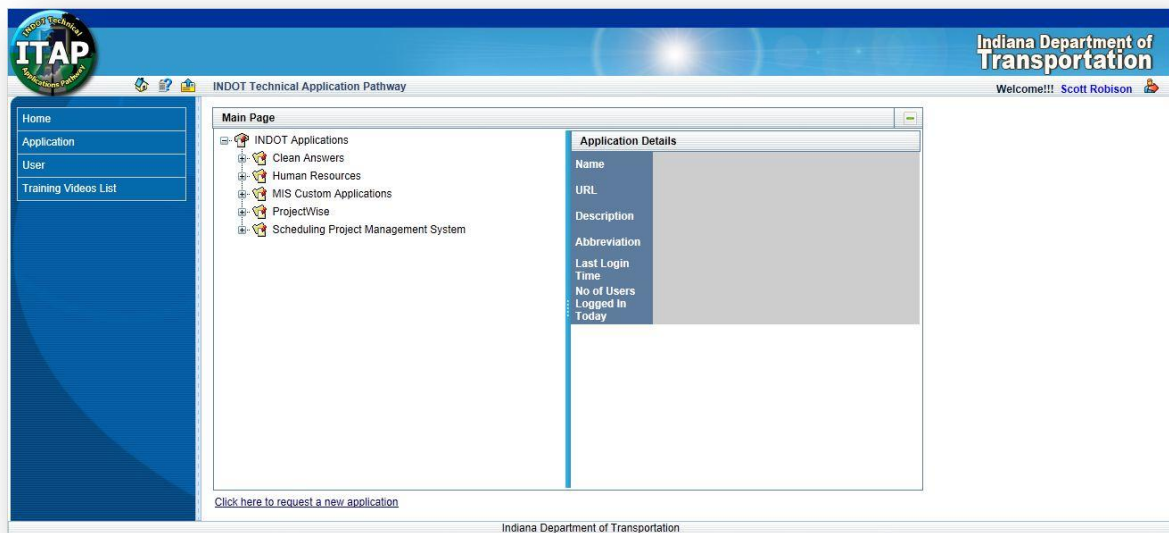 INDOT Technical
ITAP
Applications Pathway
Indiana Department of
Transportation
INDOT Technical Application Pathway
Welcome!!! Scott Robison
Home
Application
User
Training Videos List
Main Page
INDOT Applications
Clean Answers
Human Resources
MIS Custom Applications
ProjectWise
Scheduling Project Management System
Application Details
Name
URL
Description
Abbreviation
Last Login
Time
No of Users
Logged In
Today
Click here to request a new application
Indiana Department of Transportation